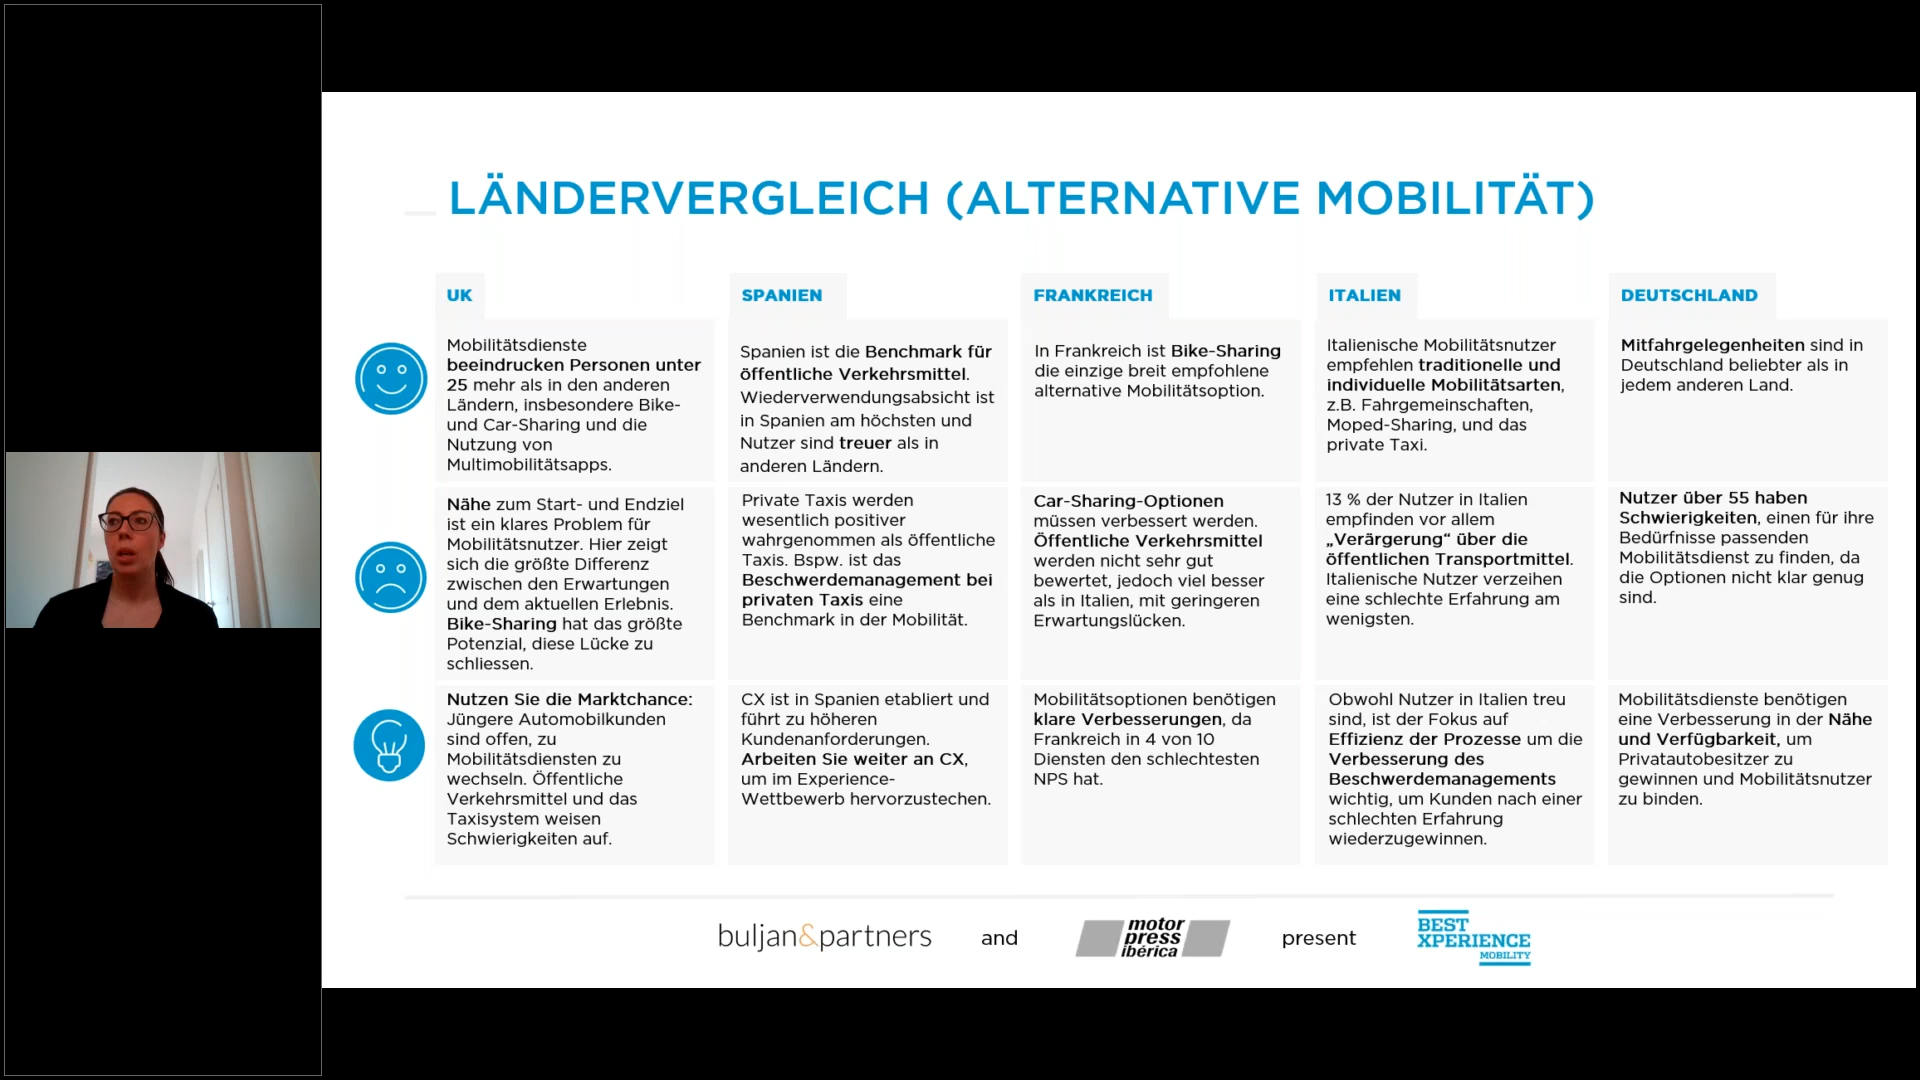 LÄNDERVERGLEICH (ALTERNATIVE MOBILITÄT)
UK
Mobilitätsdienste
beeindrucken Personen unter
25 mehr als in den anderen
Ländern, insbesondere Bike-
und Car-Sharing und die
Nutzung von
Multimobilitätsapps.
Nähe zum Start- und Endziel
ist ein klares Problem für
Mobilitätsnutzer. Hier zeigt
sich die größte Differenz
zwischen den Erwartungen
und dem aktuellen Erlebnis.
Bike-Sharing hat das größte
Potenzial, diese Lücke zu
schliessen.
Nutzen Sie die Marktchance:
Jüngere Automobilkunden
sind offen, zu
Mobilitätsdiensten zu
wechseln. Öffentliche
Verkehrsmittel und das
Taxisystem weisen
Schwierigkeiten auf.
SPANIEN
Spanien ist die Benchmark für
öffentliche Verkehrsmittel.
Wiederverwendungsabsicht ist
in Spanien am höchsten und
Nutzer sind treuer als in
anderen Ländern.
Private Taxis werden
wesentlich positiver
wahrgenommen als öffentliche
Taxis. Bspw. ist das
Beschwerdemanagement bei
privaten Taxis eine
Benchmark in der Mobilität.
CX ist in Spanien etabliert und
führt zu höheren
Kundenanforderungen.
Arbeiten Sie weiter an CX,
um im Experience-
Wettbewerb hervorzustechen.
FRANKREICH
In Frankreich ist Bike-Sharing
die einzige breit empfohlene
alternative Mobilitätsoption.
Car-Sharing-Optionen
müssen verbessert werden.
Öffentliche Verkehrsmittel
werden nicht sehr gut
bewertet, jedoch viel besser
als in Italien, mit geringeren
Erwartungslücken.
Mobilitätsoptionen benötigen
klare Verbesserungen, da
Frankreich in 4 von 10
Diensten den schlechtesten
NPS hat.
ITALIEN
Italienische Mobilitätsnutzer
empfehlen traditionelle und
individuelle Mobilitätsarten,
z.B. Fahrgemeinschaften,
Moped-Sharing, und das
private Taxi.
13 % der Nutzer in Italien
empfinden vor allem
„Verärgerung“ über die
öffentlichen Transportmittel.
Italienische Nutzer verzeihen
eine schlechte Erfahrung am
wenigsten.
Obwohl Nutzer in Italien treu
sind, ist der Fokus auf
Effizienz der Prozesse um die
Verbesserung des
Beschwerdemanagements
wichtig, um Kunden nach einer
schlechten Erfahrung
wiederzugewinnen.
DEUTSCHLAND
Mitfahrgelegenheiten sind in
Deutschland beliebter als in
jedem anderen Land.
Nutzer über 55 haben
Schwierigkeiten, einen für ihre
Bedürfnisse passenden
Mobilitätsdienst zu finden, da
die Optionen nicht klar genug
sind.
Mobilitätsdienste benötigen
eine Verbesserung in der Nähe
und Verfügbarkeit, um
Privatautobesitzer zu
gewinnen und Mobilitätsnutzer
zu binden.
buljan&partners and motor press ibérica present BEST XPERIENCE MOBILITY